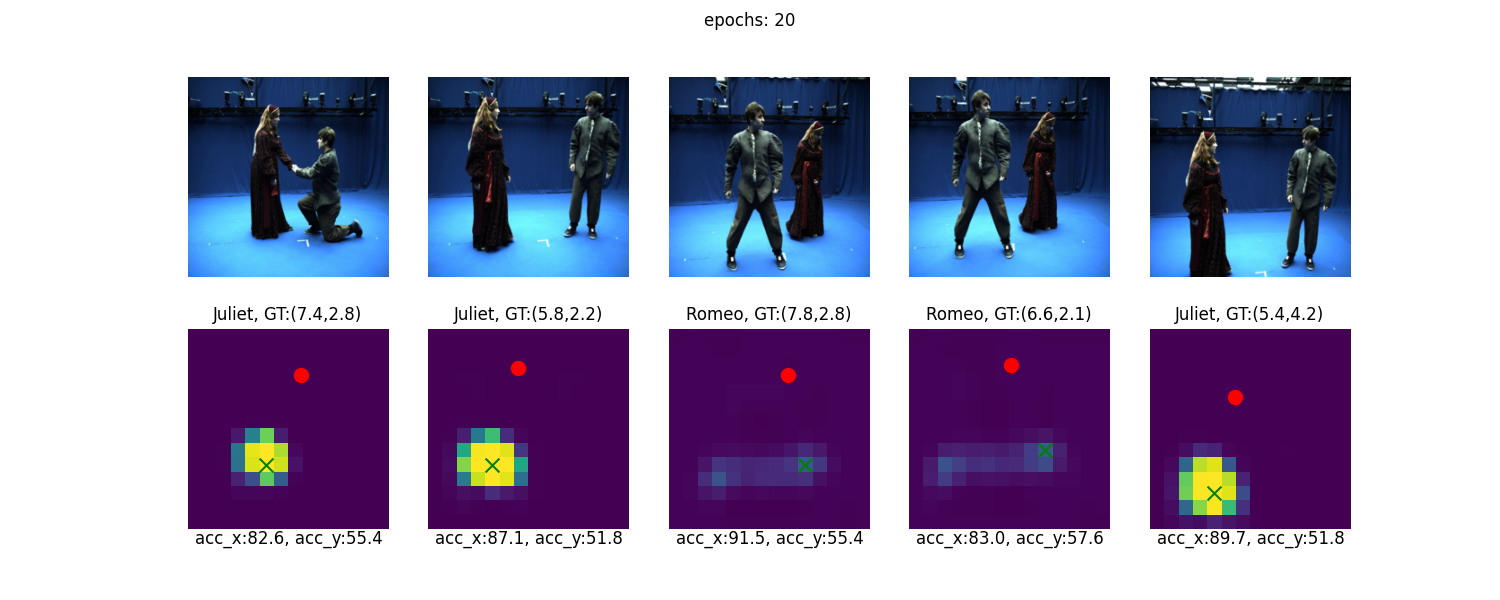 epochs: 20
Juliet, GT:(7.4,2.8)
Juliet, GT:(5.8,2.2)
Romeo, GT:(7.8,2.8)
Romeo, GT:(6.6,2.1)
Juliet, GT:(5.4,4.2)
acc_x:82.6, acc_y:55.4
acc_x:87.1, acc_y:51.8
acc_x:91.5, acc_y:55.4
acc_x:83.0, acc_y:57.6
acc_x:89.7, acc_y:51.8